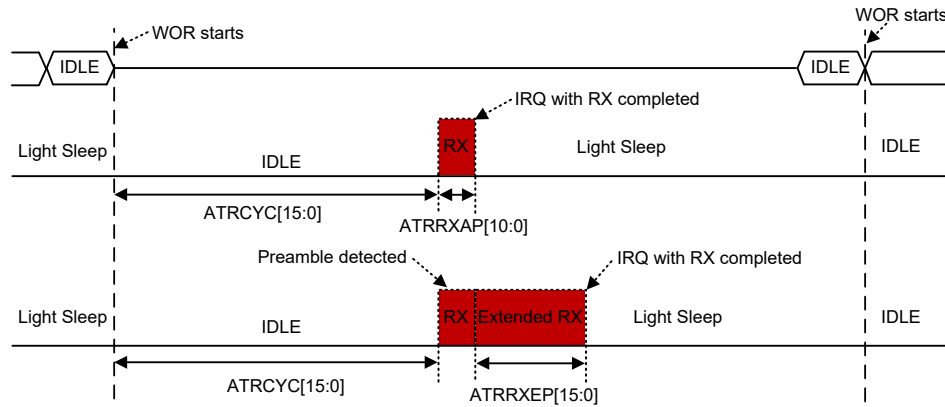 WOR starts
WOR starts
IDLE
IDLE
IRQ with RX completed
Light Sleep
IDLE
RX
Light Sleep
IDLE
ATRCYC[15:0]
ATRRXAP[10:0]
Preamble detected
IRQ with RX completed
Light Sleep
IDLE
RX
Extended RX
Light Sleep
IDLE
ATRCYC[15:0]
ATRRXEP[15:0]